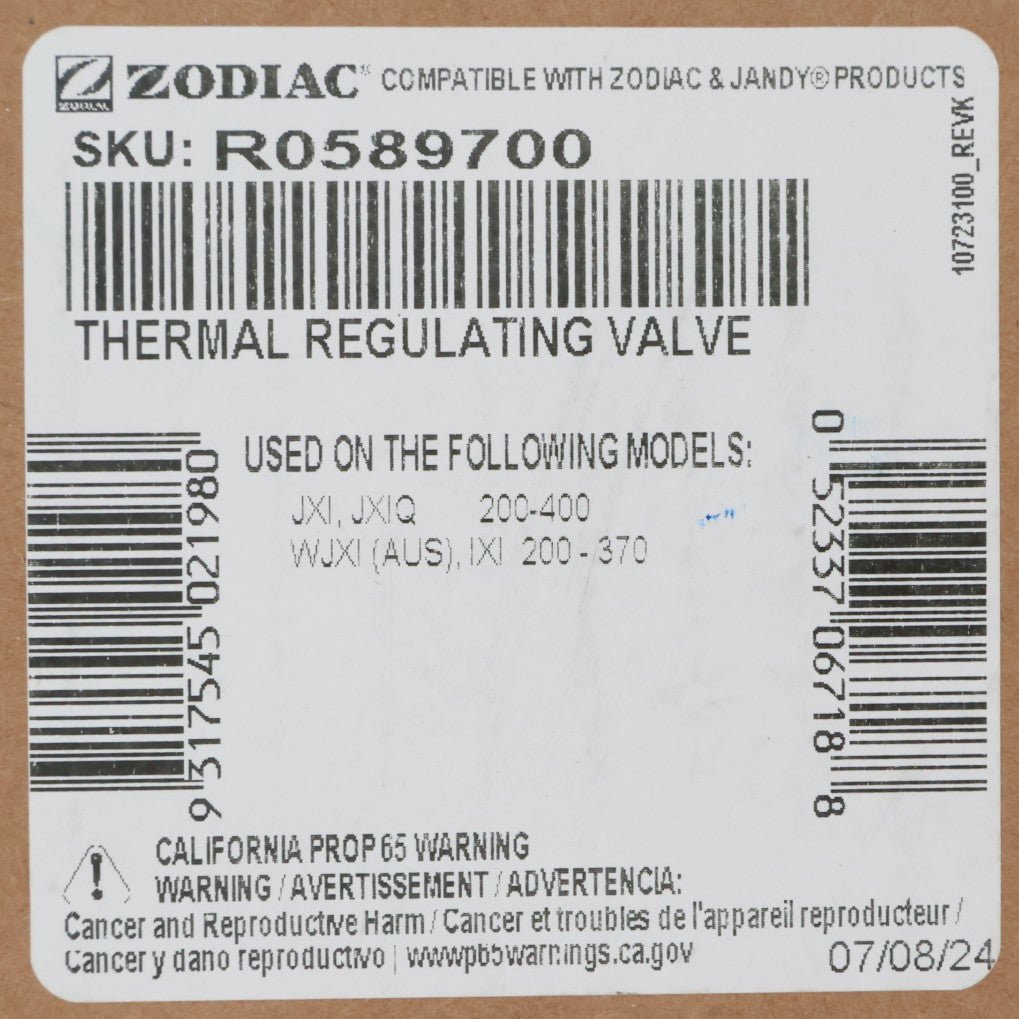 ZODIAC
ZODIAC® COMPATIBLE WITH ZODIAC & JANDY® PRODUCTS
SKU: R0589700
10723100_REVK
THERMAL REGULATING VALVE
USED ON THE FOLLOWING MODELS:
JXI, JXIQ 200-400
WJXI (AUS), IXI 200 - 370
9 317545 021980
0 52337 06718 8
CALIFORNIA PROP 65 WARNING
WARNING / AVERTISSEMENT / ADVERTENCIA:
Cancer and Reproductive Harm / Cancer et troubles de l'appareil reproducteur /
Cancer y dano reproductivo | www.p65warnings.ca.gov
07/08/24